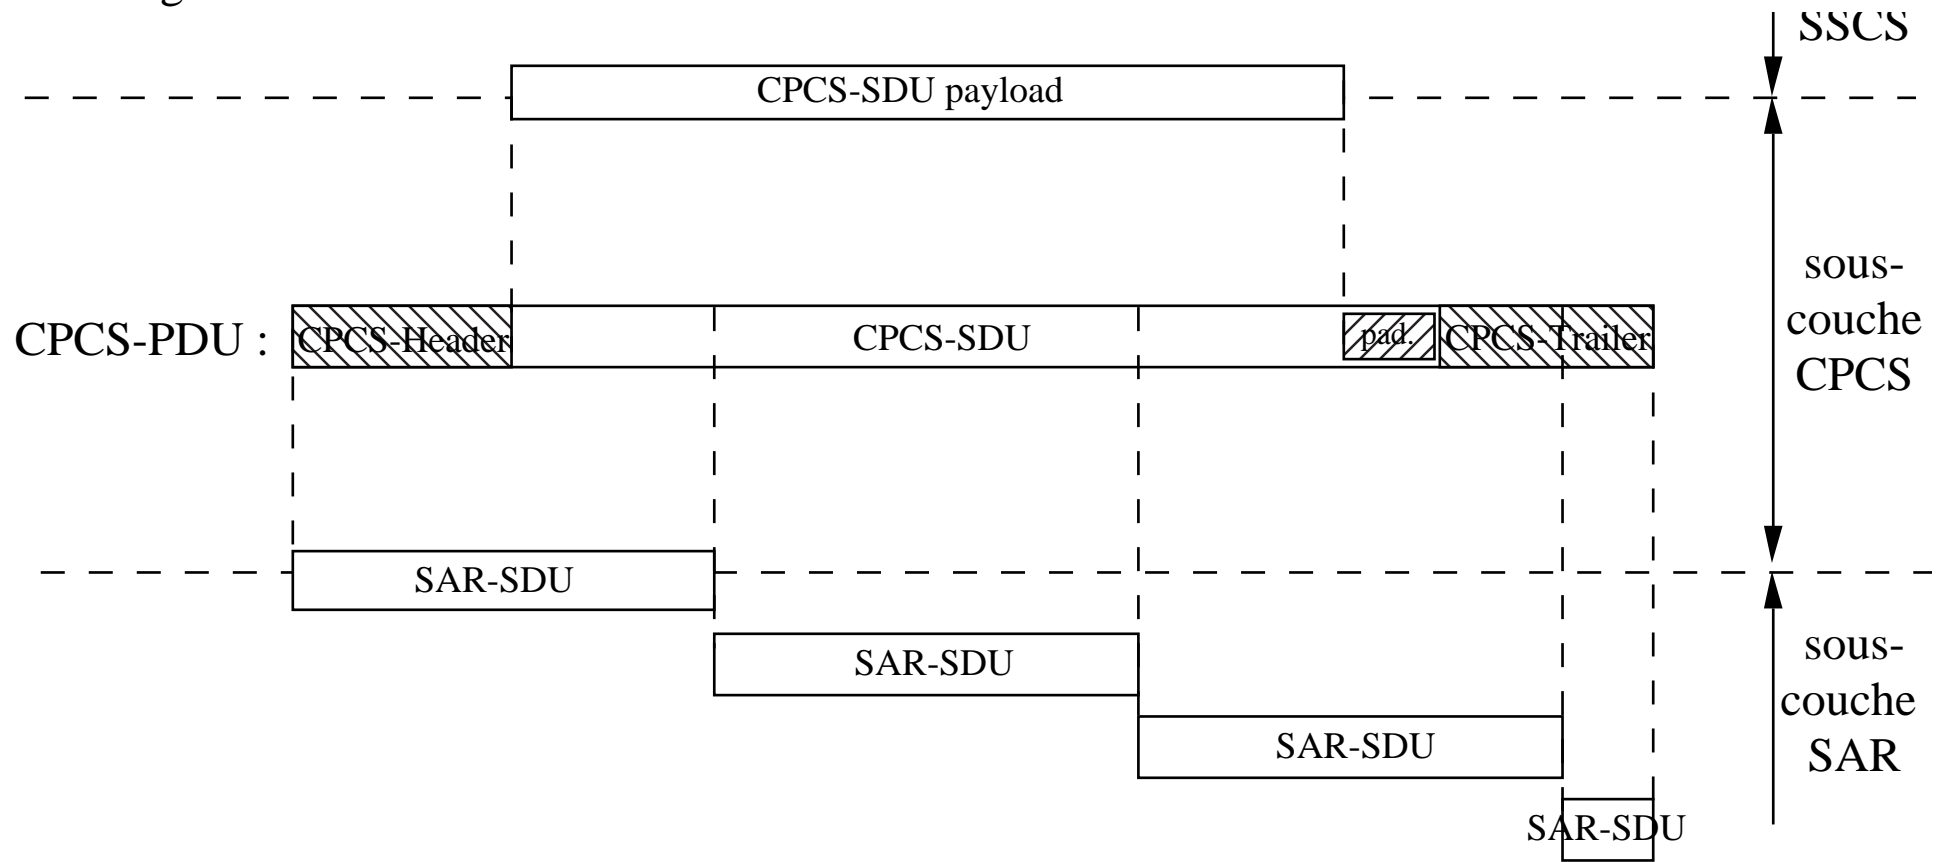 SSCS
CPCS-SDU payload
CPCS-PDU :
CPCS-Header
CPCS-SDU
pad.
CPCS-Trailer
sous-
couche
CPCS
SAR-SDU
SAR-SDU
SAR-SDU
SAR-SDU
sous-
couche
SAR